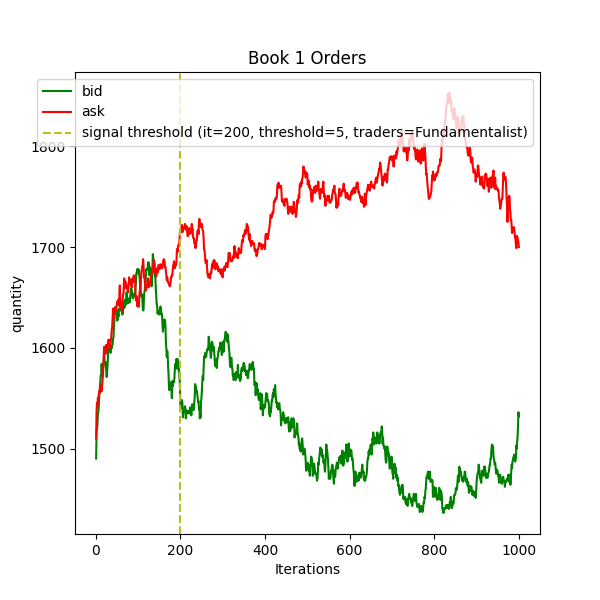 Book 1 Orders
bid
ask
signal threshold (it=200, threshold=5, traders=Fundamentalist)
1800
1700
1600
1500
quantity
0 200 400 600 800 1000
Iterations